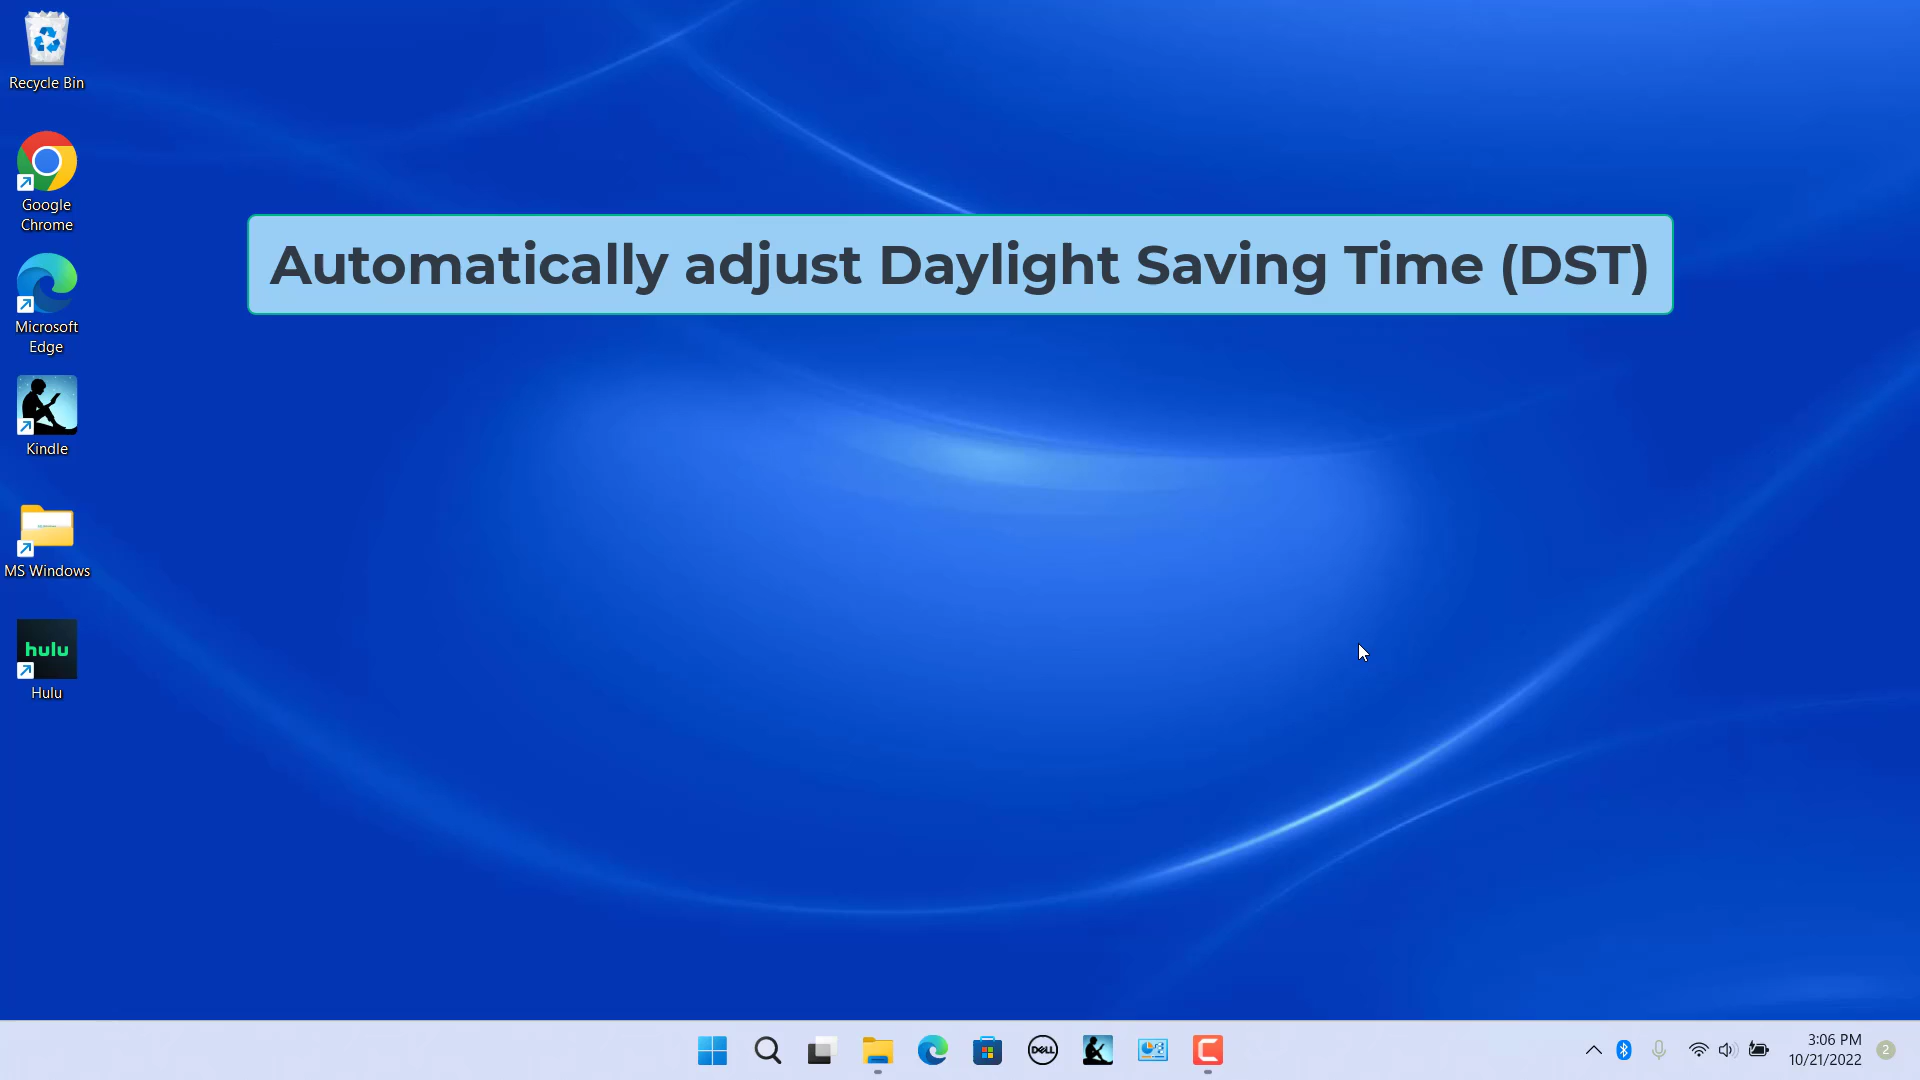 Recycle Bin
Automatically adjust Daylight Saving Time (DST)
Google
Chrome
Microsoft
Edge
Kindle
MS Windows
hulu
Hulu
DELL
3:06 PM
10/21/2022
2